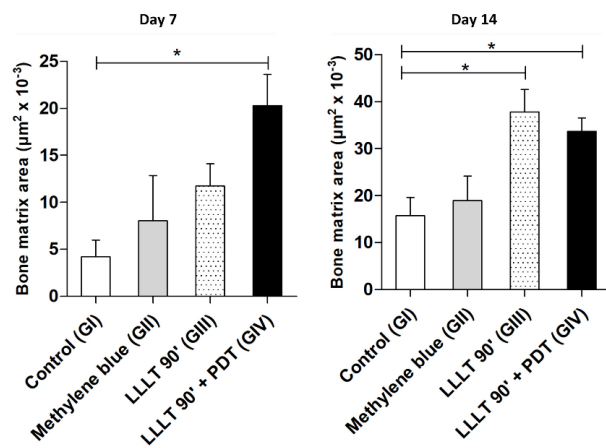 Day 7
Bone matrix area (µm² x 10⁻³)
25
20
15
10
5
0
*
Control (GI)
Methylene blue (GII)
LLLT 90' (GIII)
LLLT 90' + PDT (GIV)
Day 14
Bone matrix area (µm² x 10⁻³)
50
40
30
20
10
0
*
*
Control (GI)
Methylene blue (GII)
LLLT 90' (GIII)
LLLT 90' + PDT (GIV)